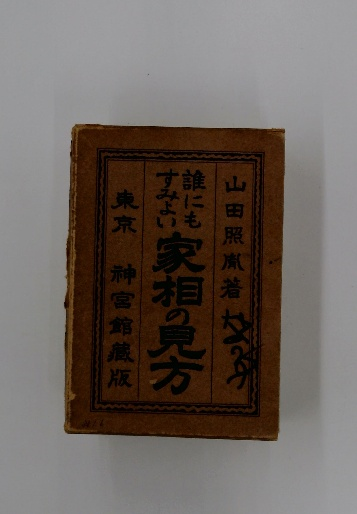 山田照胤著
誰にも
すみよい
家相の見方
東京 神宮館蔵版